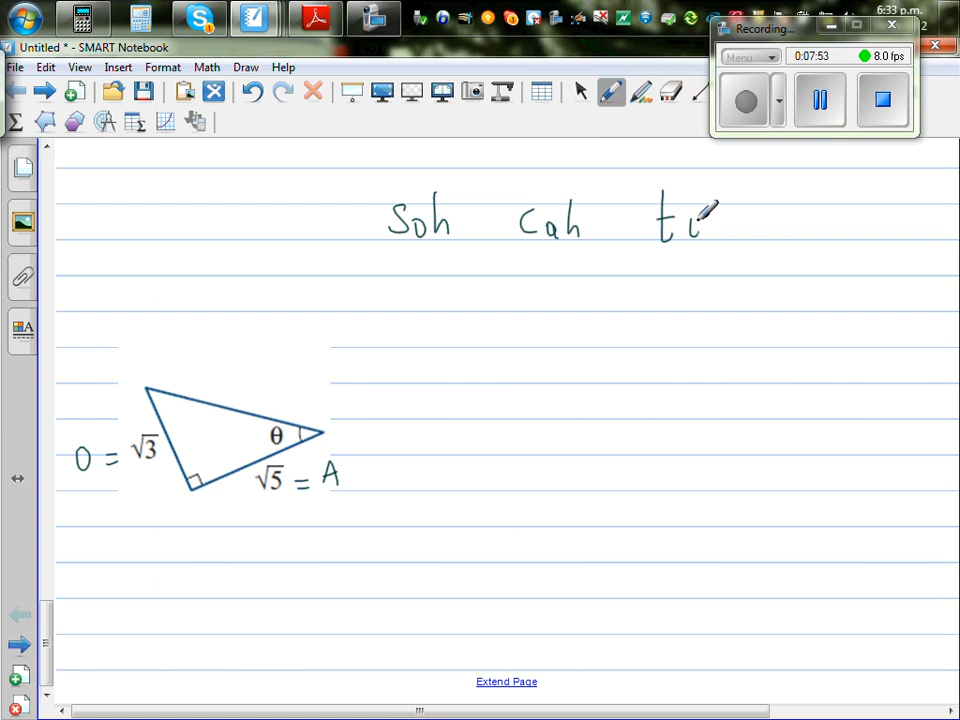 6:33 p.m.
2
Untitled * - SMART Notebook
Recording...
File Edit View Insert Format Math Draw Help
Menu 0:07:53 8.0 fps
Soh Cah t
θ
O = √3
√5 = A
Extend Page